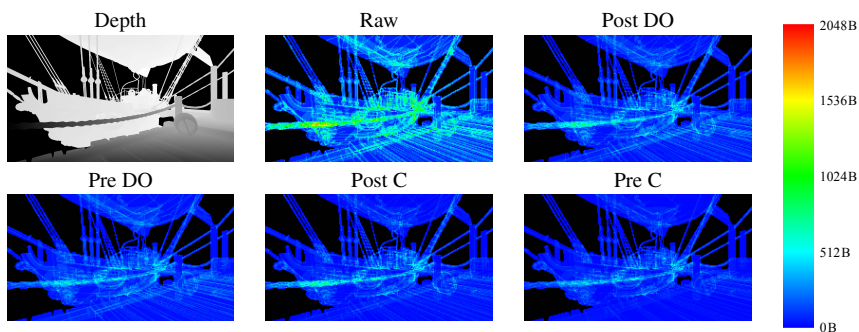 Depth
Raw
Post DO
Pre DO
Post C
Pre C
2048B
1536B
1024B
512B
0B